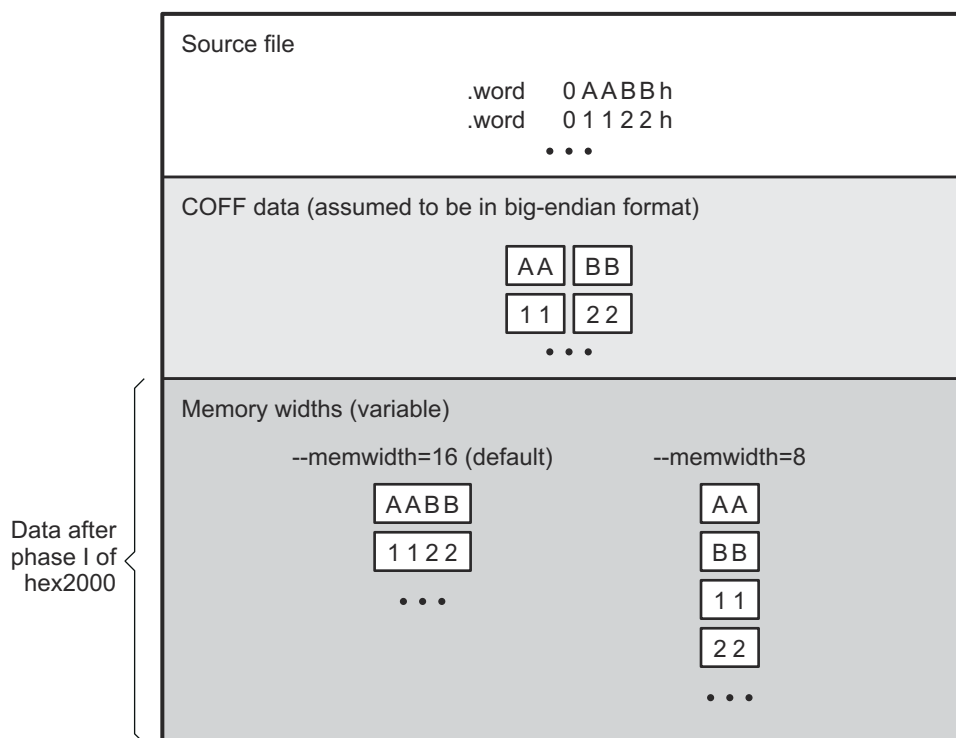 Source file
.word 0AABBh
.word 01122h
• • •
COFF data (assumed to be in big-endian format)
AA BB
11 22
• • •
Memory widths (variable)
--memwidth=16 (default) --memwidth=8
AABB
1122
• • •
AA
BB
11
22
• • •
Data after
phase I of
hex2000